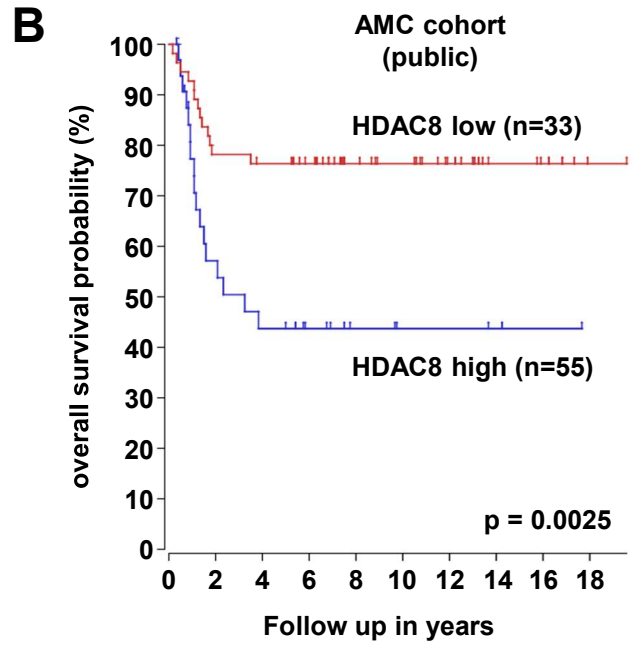 B
AMC cohort
(public)
HDAC8 low (n=33)
HDAC8 high (n=55)
p = 0.0025
overall survival probability (%)
100
90
80
70
60
50
40
30
20
10
0
0 2 4 6 8 10 12 14 16 18
Follow up in years